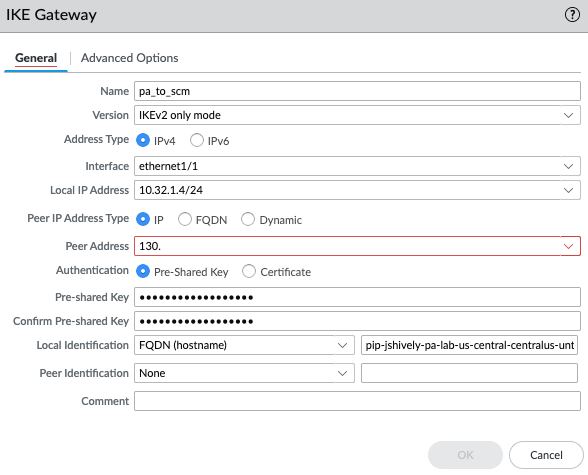 IKE Gateway
?
General
Advanced Options
Name pa_to_scm
Version IKEv2 only mode
Address Type IPv4 IPv6
Interface ethernet1/1
Local IP Address 10.32.1.4/24
Peer IP Address Type IP FQDN Dynamic
Peer Address 130.
Authentication Pre-Shared Key Certificate
Pre-shared Key ••••••••••••••••••
Confirm Pre-shared Key ••••••••••••••••••
Local Identification FQDN (hostname) pip-jshively-pa-lab-us-central-centralus-unt
Peer Identification None
Comment
OK Cancel